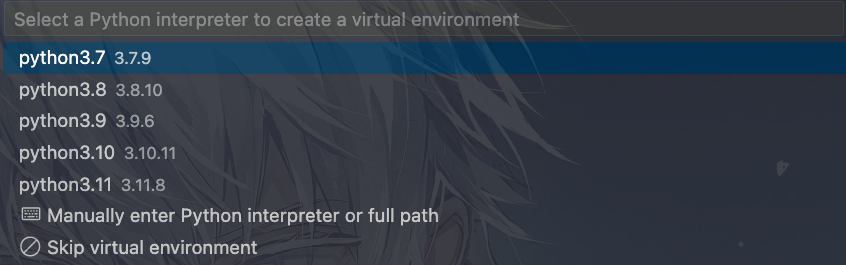 Select a Python interpreter to create a virtual environment
python3.7 3.7.9
python3.8 3.8.10
python3.9 3.9.6
python3.10 3.10.11
python3.11 3.11.8
Manually enter Python interpreter or full path
Skip virtual environment